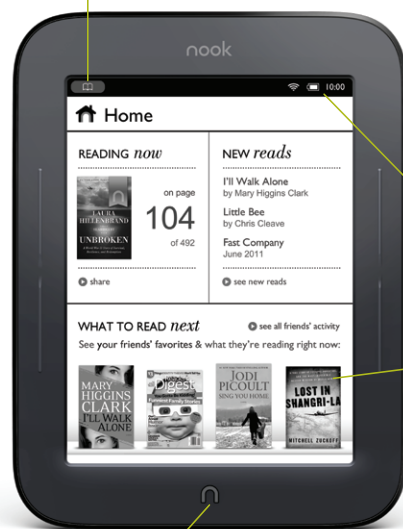 nook
10:00
Home
READING now
on page
104
of 492
LAURA
HILLENBRAND
UNBROKEN
share
NEW reads
I'll Walk Alone
by Mary Higgins Clark
Little Bee
by Chris Cleave
Fast Company
June 2011
see new reads
WHAT TO READ next
see all friends' activity
See your friends' favorites & what they're reading right now:
MARY
HIGGINS
CLARK
I'LL WALK
ALONE
Digest
JODI
PICOULT
SING YOU HOME
LOST IN
SHANGRI-LA
MITCHELL ZUCKOFF